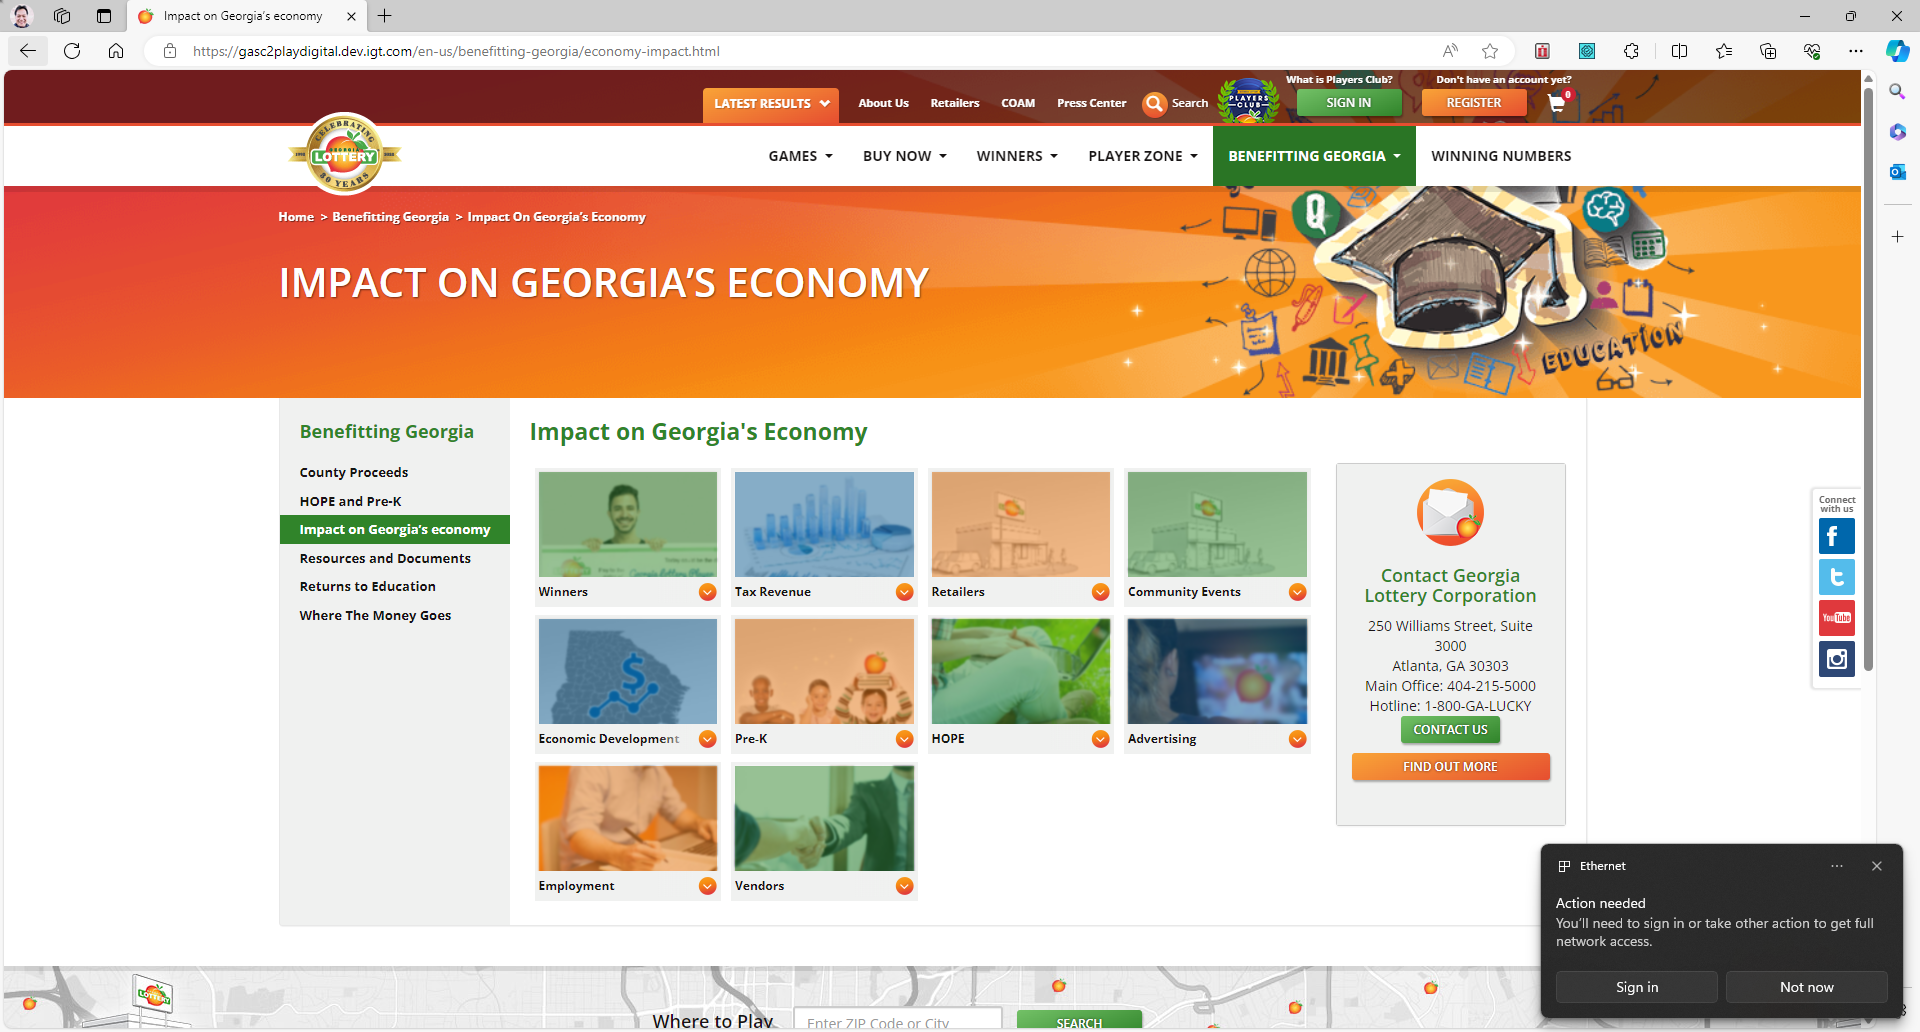 Impact on Georgia's economy
https://gasc2playdigital.dev.igt.com/en-us/benefitting-georgia/economy-impact.html
What is Players Club?
Don't have an account yet?
LATEST RESULTS
About Us
Retailers
COAM
Press Center
Search
PLAYERS
CLUB
SIGN IN
REGISTER
0
CELEBRATING
GEORGIA
LOTTERY
30 YEARS
GAMES
BUY NOW
WINNERS
PLAYER ZONE
BENEFITTING GEORGIA
WINNING NUMBERS
Home > Benefitting Georgia > Impact On Georgia's Economy
IMPACT ON GEORGIA’S ECONOMY
Q
EDUCATION
Benefitting Georgia
County Proceeds
HOPE and Pre-K
Impact on Georgia’s economy
Resources and Documents
Returns to Education
Where The Money Goes
Impact on Georgia's Economy
Winners
Tax Revenue
Retailers
Community Events
Economic Development
Pre-K
HOPE
Advertising
Employment
Vendors
Contact Georgia
Lottery Corporation
250 Williams Street, Suite
3000
Atlanta, GA 30303
Main Office: 404-215-5000
Hotline: 1-800-GA-LUCKY
CONTACT US
FIND OUT MORE
Connect
with us
f
t
YouTube
Ethernet
Action needed
You'll need to sign in or take other action to get full
network access.
Sign in
Not now
LOTTERY
Where to Play
Enter ZIP Code or City
SEARCH